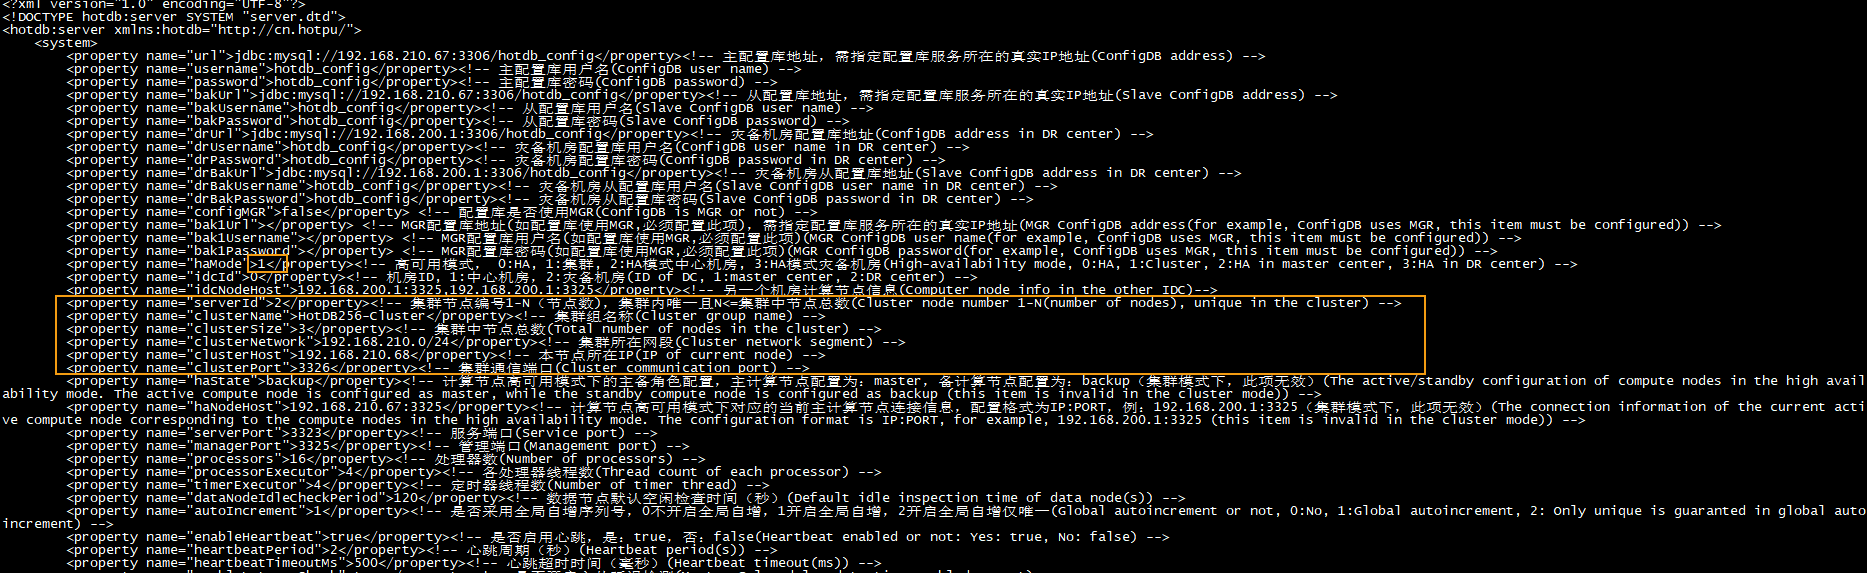 <?xml version="1.0" encoding="UTF-8"?>
<!DOCTYPE hotdb:server SYSTEM "server.dtd">
<hotdb:server xmlns:hotdb="http://cn.hotpu/">
<system>
<property name="url">jdbc:mysql://192.168.210.67:3306/hotdb_config</property><!-- 主配置库地址，需指定配置库服务所在的真实IP地址(ConfigDB address) -->
<property name="username">hotdb_config</property><!-- 主配置库用户名(ConfigDB user name) -->
<property name="password">hotdb_config</property><!-- 主配置库密码(ConfigDB password) -->
<property name="bakUrl">jdbc:mysql://192.168.210.67:3306/hotdb_config</property><!-- 从配置库地址，需指定配置库服务所在的真实IP地址(Slave ConfigDB address) -->
<property name="bakUsername">hotdb_config</property><!-- 从配置库用户名(Slave ConfigDB user name) -->
<property name="bakPassword">hotdb_config</property><!-- 从配置库密码(Slave ConfigDB password) -->
<property name="drUrl">jdbc:mysql://192.168.200.1:3306/hotdb_config</property><!-- 灾备机房配置库地址(ConfigDB address in DR center) -->
<property name="drUsername">hotdb_config</property><!-- 灾备机房配置库用户名(ConfigDB user name in DR center) -->
<property name="drPassword">hotdb_config</property><!-- 灾备机房配置库密码(ConfigDB password in DR center) -->
<property name="drBakUrl">jdbc:mysql://192.168.200.1:3306/hotdb_config</property><!-- 灾备机房从配置库地址(Slave ConfigDB address in DR center) -->
<property name="drBakUsername">hotdb_config</property><!-- 灾备机房从配置库用户名(Slave ConfigDB user name in DR center) -->
<property name="drBakPassword">hotdb_config</property><!-- 灾备机房从配置库密码(Slave ConfigDB password in DR center) -->
<property name="configMGR">false</property> <!-- 配置库是否使用MGR(ConfigDB is MGR or not) -->
<property name="bak1Url"></property> <!-- MGR配置库地址(如配置库使用MGR,必须配置此项)，需指定配置库服务所在的真实IP地址(MGR ConfigDB address(for example, ConfigDB uses MGR, this item must be configured)) -->
<property name="bak1Username"></property> <!-- MGR配置库用户名(如配置库使用MGR,必须配置此项)(MGR ConfigDB user name(for example, ConfigDB uses MGR, this item must be configured)) -->
<property name="bak1Password"></property> <!-- MGR配置库密码(如配置库使用MGR,必须配置此项)(MGR ConfigDB password(for example, ConfigDB uses MGR, this item must be configured)) -->
<property name="haMode">1</property><!-- 高可用模式， 0:HA, 1:集群, 2:HA模式中心机房, 3:HA模式灾备机房(High-availability mode, 0:HA, 1:Cluster, 2:HA in master center, 3:HA in DR center) -->
<property name="idcId">0</property><!-- 机房ID, 1:中心机房, 2:灾备机房(ID of DC, 1:master center, 2:DR center) -->
<property name="idcNodeHost">192.168.200.1:3325,192.168.200.1:3325</property><!-- 另一个机房计算节点信息(Computer node info in the other IDC)-->
<property name="serverId">2</property><!-- 集群节点编号1-N（节点数），集群内唯一且N<=集群中节点总数(Cluster node number 1-N(number of nodes), unique in the cluster) -->
<property name="clusterName">HotDB256-Cluster</property><!-- 集群组名称(Cluster group name) -->
<property name="clusterSize">3</property><!-- 集群中节点总数(Total number of nodes in the cluster) -->
<property name="clusterNetwork">192.168.210.0/24</property><!-- 集群所在网段(Cluster network segment) -->
<property name="clusterHost">192.168.210.68</property><!-- 本节点所在IP(IP of current node) -->
<property name="clusterPort">3326</property><!-- 集群通信端口(Cluster communication port) -->
<property name="haState">backup</property><!-- 计算节点高可用模式下的主备角色配置，主计算节点配置为：master，备计算节点配置为：backup（集群模式下，此项无效）(The active/standby configuration of compute nodes in the high avail
ability mode. The active compute node is configured as master, while the standby compute node is configured as backup (this item is invalid in the cluster mode)) -->
<property name="haNodeHost">192.168.210.67:3325</property><!-- 计算节点高可用模式下对应的当前主计算节点连接信息，配置格式为IP:PORT, 例：192.168.200.1:3325（集群模式下，此项无效）(The connection information of the current acti
ve compute node corresponding to the compute nodes in the high availability mode. The configuration format is IP:PORT, for example, 192.168.200.1:3325 (this item is invalid in the cluster mode)) -->
<property name="serverPort">3323</property><!-- 服务端口(Service port) -->
<property name="managerPort">3325</property><!-- 管理端口(Management port) -->
<property name="processors">16</property><!-- 处理器数(Number of processors) -->
<property name="processorExecutor">4</property><!-- 各处理器线程数(Thread count of each processor) -->
<property name="timerExecutor">4</property><!-- 定时器线程数(Number of timer thread) -->
<property name="dataNodeIdleCheckPeriod">120</property><!-- 数据节点默认空闲检查时间（秒）(Default idle inspection time of data node(s)) -->
<property name="autoIncrement">1</property><!-- 是否采用全局自增序列号, 0不开启全局自增, 1开启全局自增, 2开启全局自增仅唯一(Global autoincrement or not, 0:No, 1:Global autoincrement, 2: Only unique is guaranted in global auto
increment) -->
<property name="enableHeartbeat">true</property><!-- 是否启用心跳, 是: true, 否: false(Heartbeat enabled or not: Yes: true, No: false) -->
<property name="heartbeatPeriod">2</property><!-- 心跳周期（秒）(Heartbeat period(s)) -->
<property name="heartbeatTimeoutMs">500</property><!-- 心跳超时时间（毫秒）(Heartbeat timeout(ms)) -->